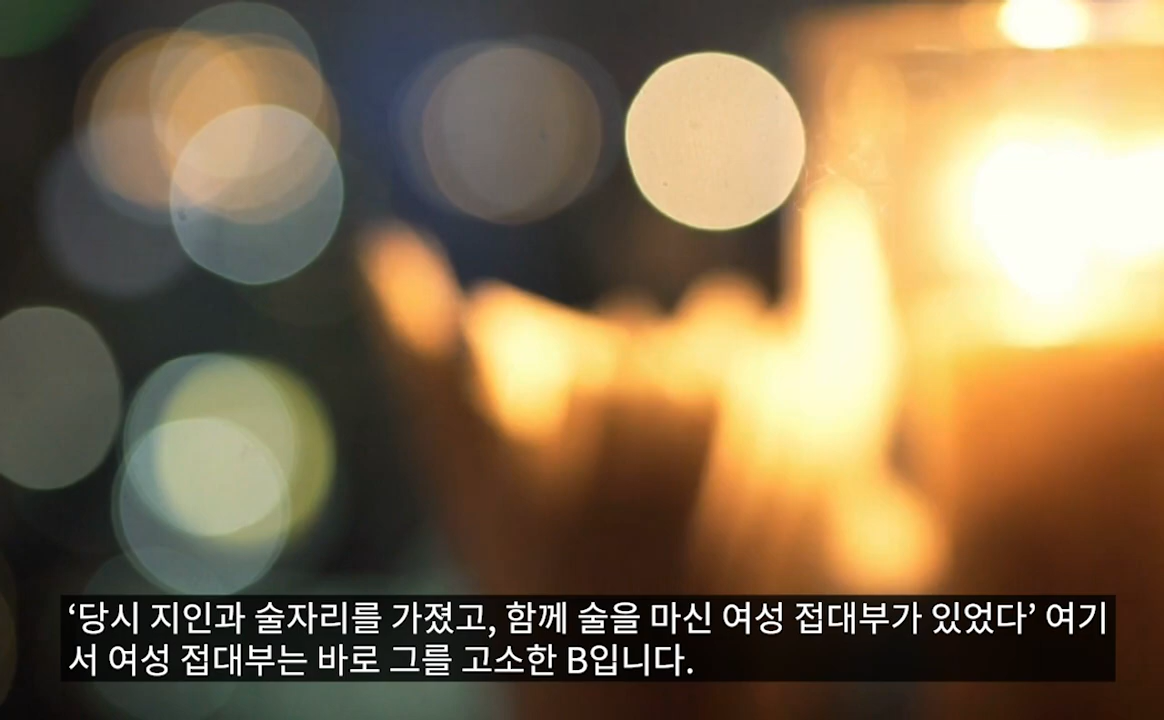 ‘당시 지인과 술자리를 가졌고, 함께 술을 마신 여성 접대부가 있었다’ 여기
서 여성 접대부는 바로 그를 고소한 B입니다.